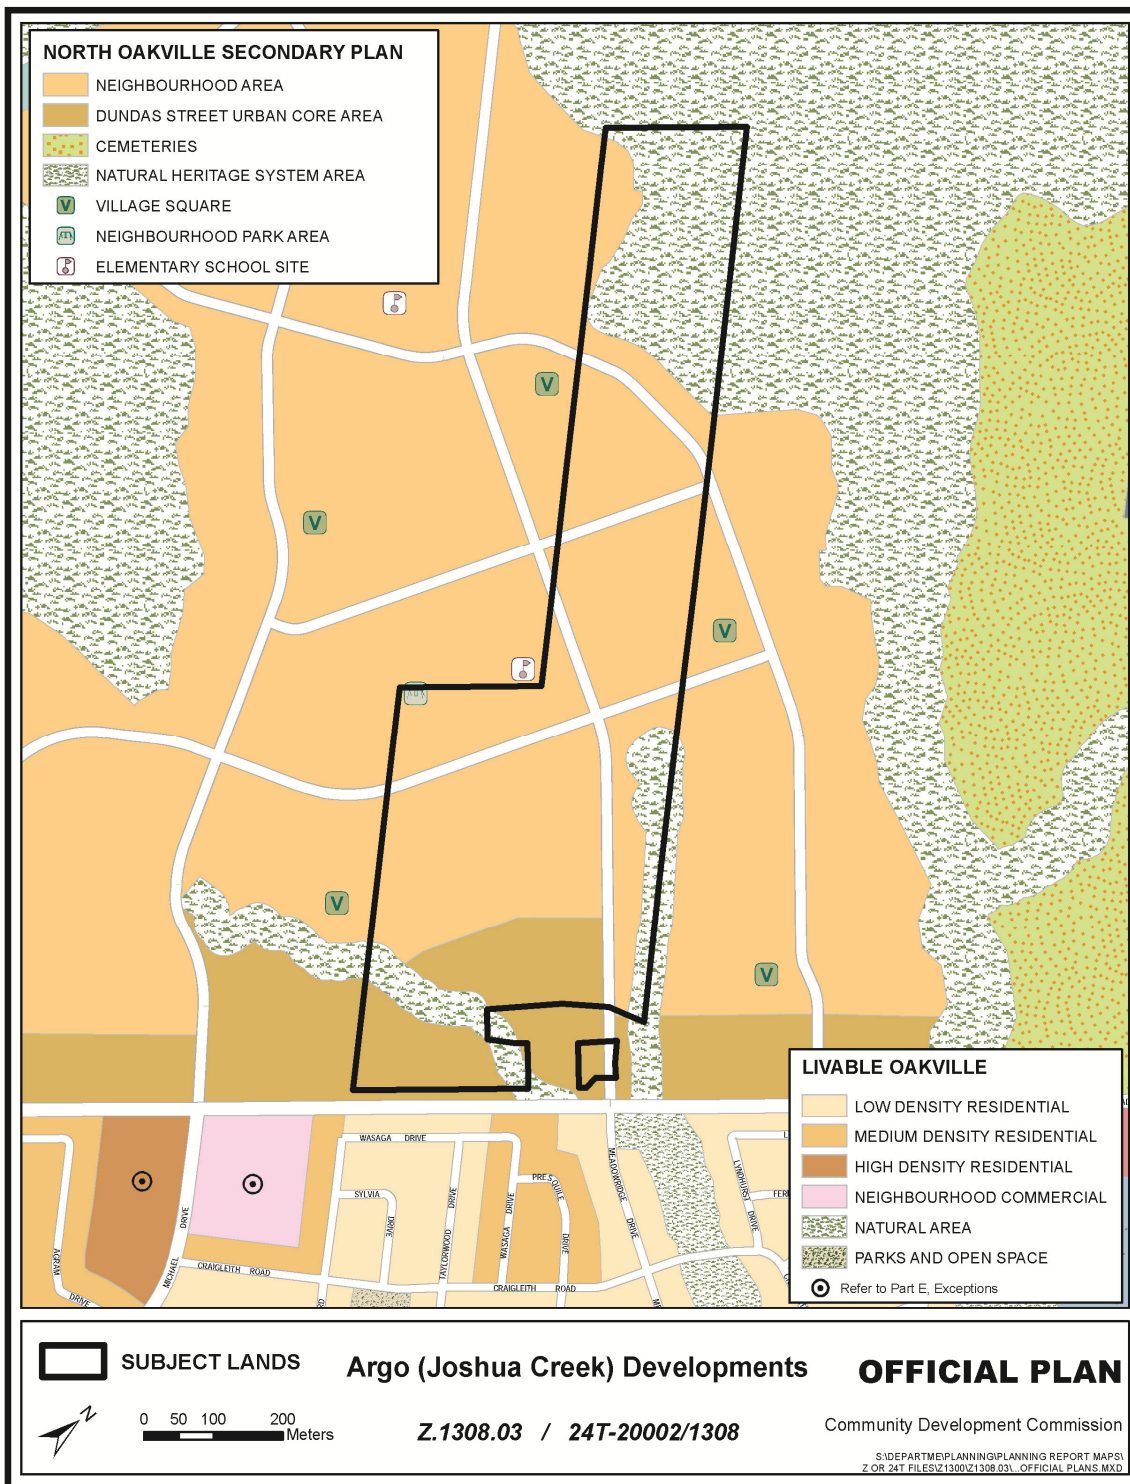 NORTH OAKVILLE SECONDARY PLAN
NEIGHBOURHOOD AREA
DUNDAS STREET URBAN CORE AREA
CEMETERIES
NATURAL HERITAGE SYSTEM AREA
V VILLAGE SQUARE
NEIGHBOURHOOD PARK AREA
ELEMENTARY SCHOOL SITE
V
V
V
V
V
LIVABLE OAKVILLE
LOW DENSITY RESIDENTIAL
MEDIUM DENSITY RESIDENTIAL
HIGH DENSITY RESIDENTIAL
NEIGHBOURHOOD COMMERCIAL
NATURAL AREA
PARKS AND OPEN SPACE
Refer to Part E, Exceptions
WASAGA DRIVE
SYLVIA
DRIVE
TAYLORWOOD DRIVE
WASAGA DRIVE
PRESQUILE
DRIVE
MEADOWRIDGE DRIVE
LYNDHURST DRIVE
AGRAM
DRIVE
MICHAEL DRIVE
CRAIGLEITH ROAD
CRAIGLEITH ROAD
SUBJECT LANDS
Argo (Joshua Creek) Developments
OFFICIAL PLAN
N
0 50 100 200
Meters
Z.1308.03 / 24T-20002/1308
Community Development Commission
S:\DEPARTME\PLANNING\PLANNING REPORT MAPS\
Z OR 24T FILES\Z1300\Z1308.03\...OFFICIAL PLANS.MXD